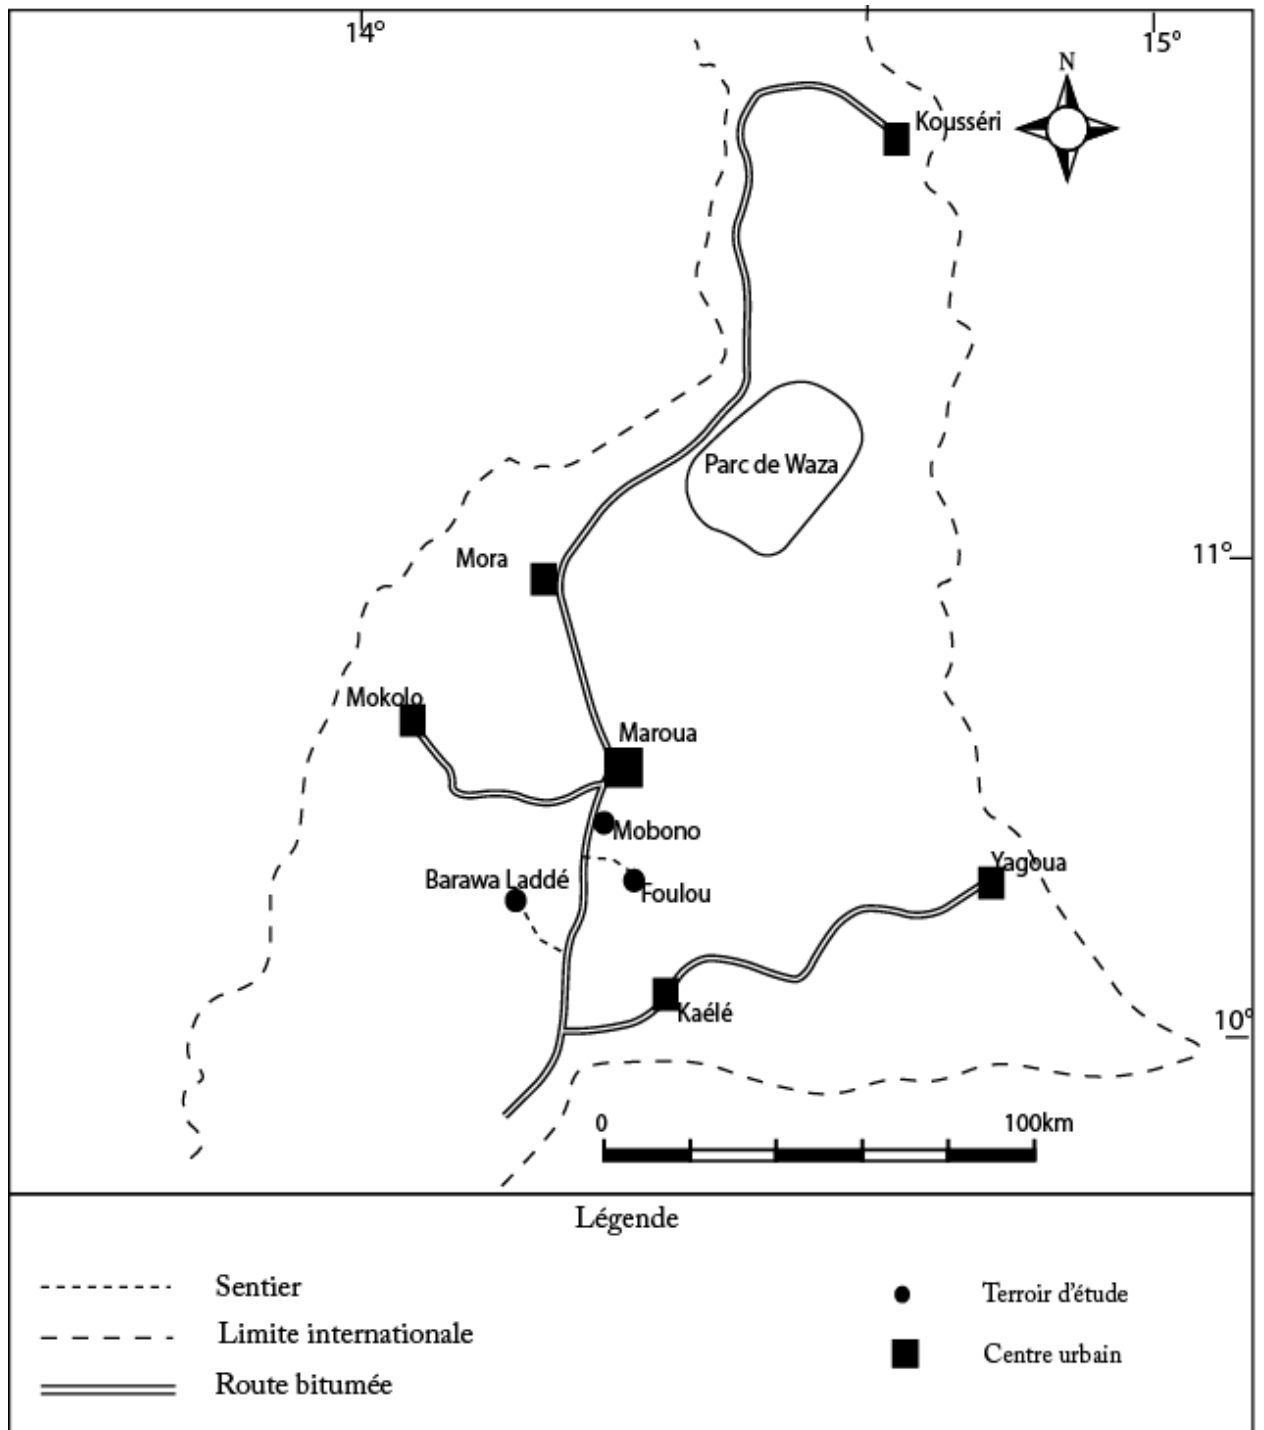 14°
15°
N
Kousséri
Parc de Waza
11°
Mora
Mokolo
Maroua
Mobono
Yagoua
Barawa Laddé
Foulou
Kaélé
10°
0
100km
Légende
Sentier
Terroir d'étude
Limite internationale
Centre urbain
Route bitumée